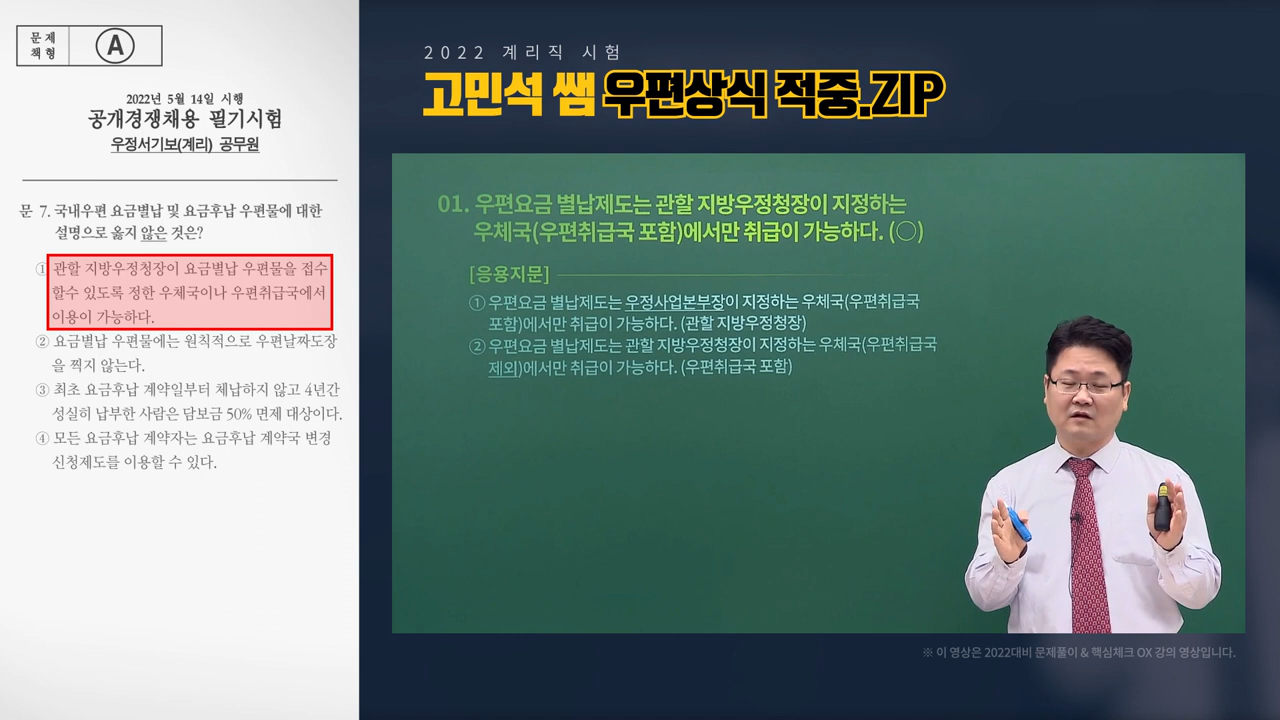 문 제
책 형
A
2022년 5월 14일 시행
공개경쟁채용 필기시험
우정서기보(계리) 공무원
문 7. 국내우편 요금별납 및 요금후납 우편물에 대한
설명으로 옳지 않은 것은?
① 관할 지방우정청장이 요금별납 우편물을 접수
할수 있도록 정한 우체국이나 우편취급국에서
이용이 가능하다.
② 요금별납 우편물에는 원칙적으로 우편날짜도장
을 찍지 않는다.
③ 최초 요금후납 계약일부터 체납하지 않고 4년간
성실히 납부한 사람은 담보금 50% 면제 대상이다.
④ 모든 요금후납 계약자는 요금후납 계약국 변경
신청제도를 이용할 수 있다.
2022 계리직 시험
고민석 쌤 우편상식 적중.ZIP
01. 우편요금 별납제도는 관할 지방우정청장이 지정하는
우체국(우편취급국 포함)에서만 취급이 가능하다. (○)
[응용지문]
① 우편요금 별납제도는 우정사업본부장이 지정하는 우체국(우편취급국
포함)에서만 취급이 가능하다. (관할 지방우정청장)
② 우편요금 별납제도는 관할 지방우정청장이 지정하는 우체국(우편취급국
제외)에서만 취급이 가능하다. (우편취급국 포함)
※ 이 영상은 2022대비 문제풀이 & 핵심체크 OX 강의 영상입니다.